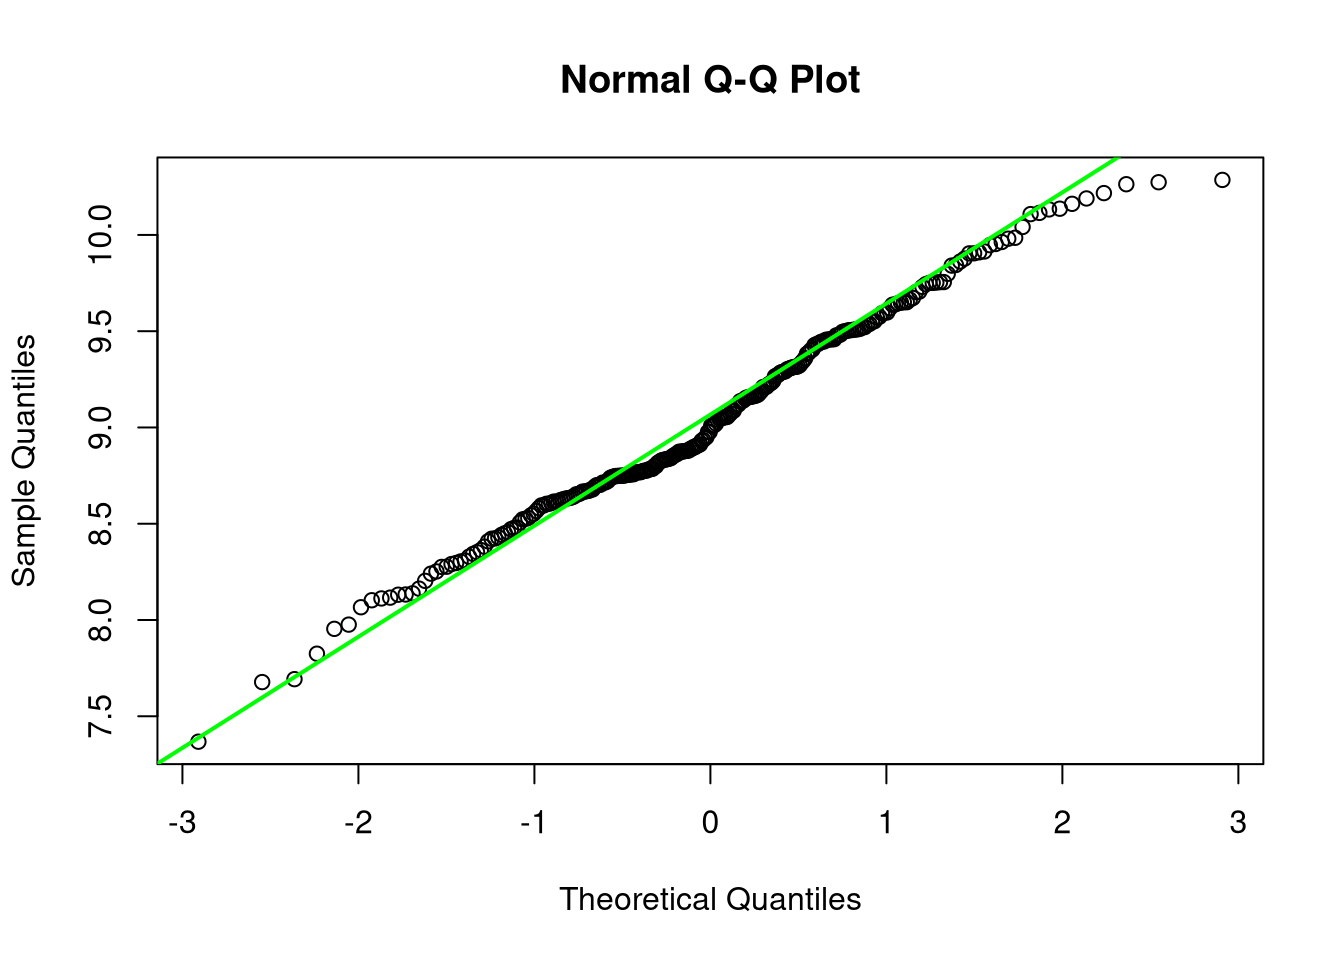 Normal Q-Q Plot
Sample Quantiles
10.0
9.5
9.0
8.5
8.0
7.5
-3 -2 -1 0 1 2 3
Theoretical Quantiles